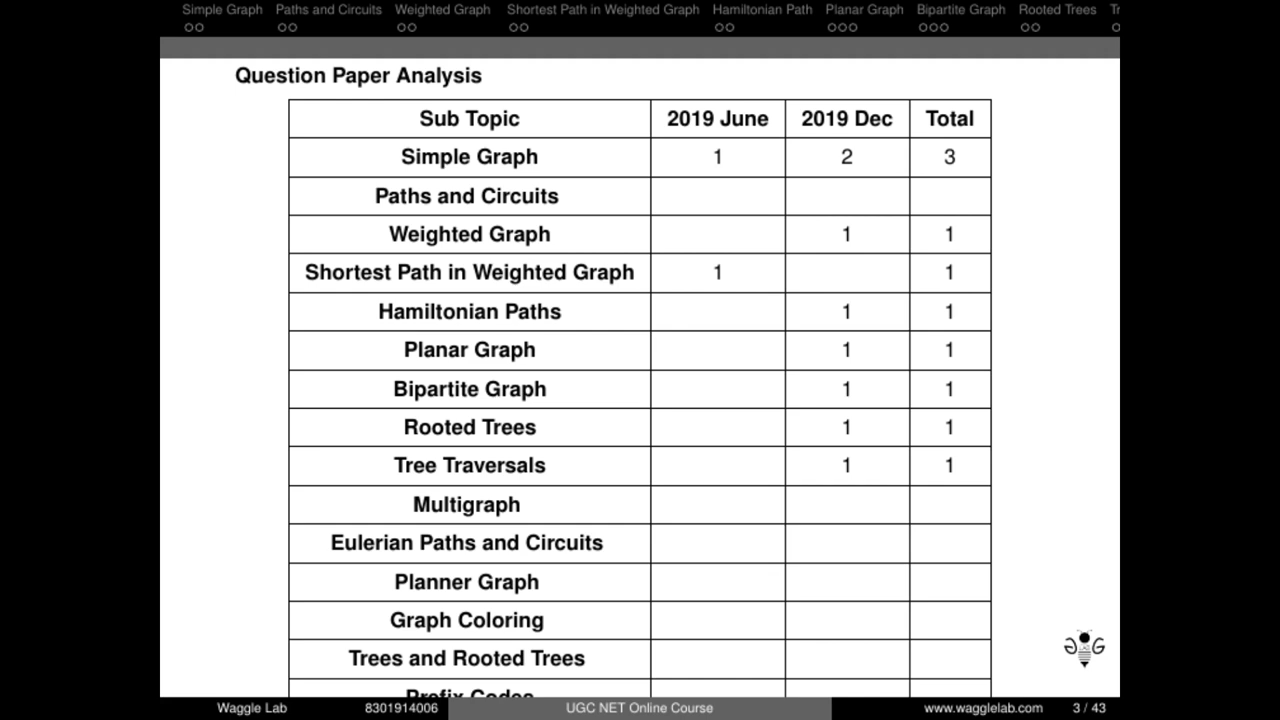 Simple Graph Paths and Circuits Weighted Graph Shortest Path in Weighted Graph Hamiltonian Path Planar Graph Bipartite Graph Rooted Trees Tr
Question Paper Analysis
Sub Topic 2019 June 2019 Dec Total
Simple Graph 1 2 3
Paths and Circuits
Weighted Graph 1 1
Shortest Path in Weighted Graph 1 1
Hamiltonian Paths 1 1
Planar Graph 1 1
Bipartite Graph 1 1
Rooted Trees 1 1
Tree Traversals 1 1
Multigraph
Eulerian Paths and Circuits
Planner Graph
Graph Coloring
Trees and Rooted Trees
Prefix Codes
Waggle Lab 8301914006 UGC NET Online Course www.wagglelab.com 3 / 43